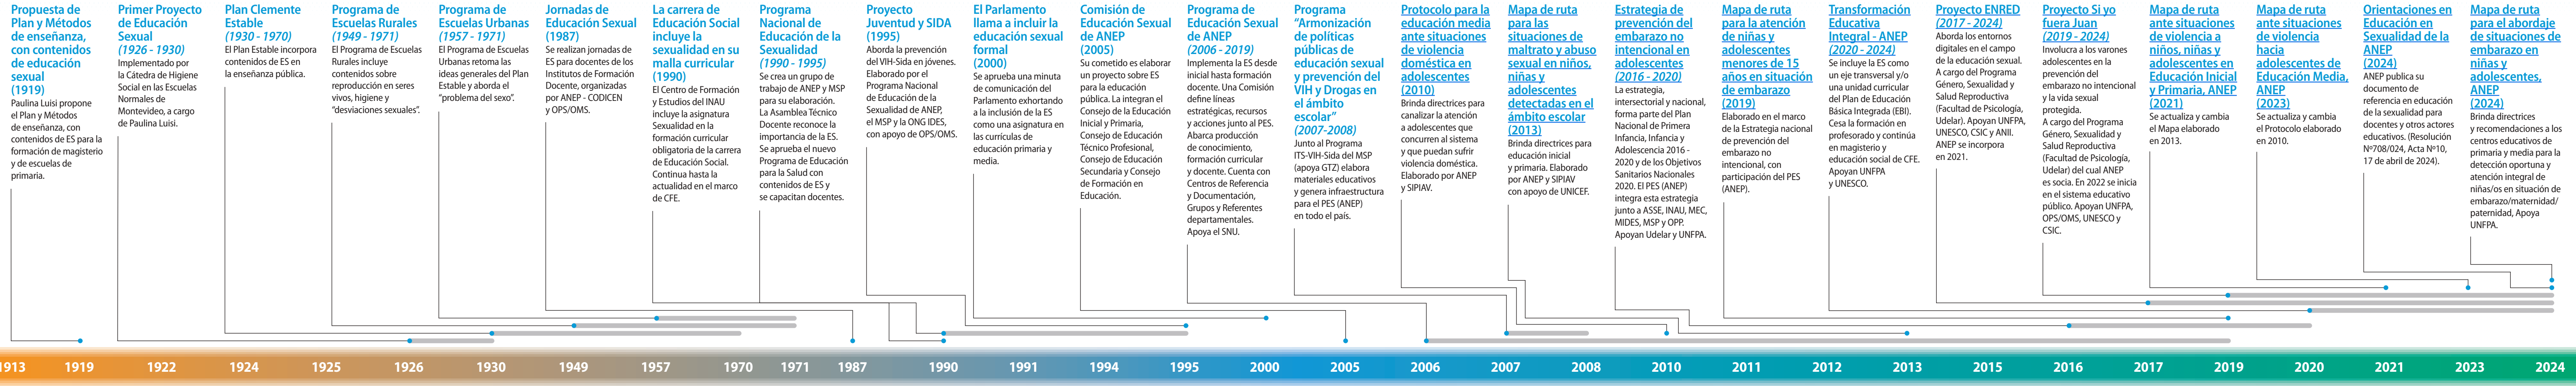 Propuesta de
Plan y Métodos
de enseñanza,
con contenidos
de educación
sexual
(1919)
Paulina Luisi propone
el Plan y Métodos
de enseñanza, con
contenidos de ES para la
formación de magisterio
y de escuelas de
primaria.
Primer Proyecto
de Educación
Sexual
(1926 - 1930)
Implementado por
la Cátedra de Higiene
Social en las Escuelas
Normales de
Montevideo, a cargo
de Paulina Luisi.
Plan Clemente
Estable
(1930 - 1970)
El Plan Estable incorpora
contenidos de ES en
la enseñanza pública.
Programa de
Escuelas Rurales
(1949 - 1971)
El Programa de Escuelas
Rurales incluye
contenidos sobre
reproducción en seres
vivos, higiene y
“desviaciones sexuales”.
Programa de
Escuelas Urbanas
(1957 - 1971)
El Programa de Escuelas
Urbanas retoma las
ideas generales del Plan
Estable y aborda el
“problema del sexo”.
Jornadas de
Educación Sexual
(1987)
Se realizan jornadas de
ES para docentes de los
Institutos de Formación
Docente, organizadas
por ANEP - CODICEN
y OPS/OMS.
La carrera de
Educación Social
incluye la
sexualidad en su
malla curricular
(1990)
El Centro de Formación
y Estudios del INAU
incluye la asignatura
Sexualidad en la
formación curricular
obligatoria de la carrera
de Educación Social.
Continua hasta la
actualidad en el marco
de CFE.
Programa
Nacional de
Educación de la
Sexualidad
(1990 - 1995)
Se crea un grupo de
trabajo de ANEP y MSP
para su elaboración.
La Asamblea Técnico
Docente reconoce la
importancia de la ES.
Se aprueba el nuevo
Programa de Educación
para la Salud con
contenidos de ES y
se capacitan docentes.
Proyecto
Juventud y SIDA
(1995)
Aborda la prevención
del VIH-Sida en jóvenes.
Elaborado por el
Programa Nacional
de Educación de la
Sexualidad de ANEP,
el MSP y la ONG IDES,
con apoyo de OPS/OMS.
El Parlamento
llama a incluir la
educación sexual
formal
(2000)
Se aprueba una minuta
de comunicación del
Parlamento exhortando
a la inclusión de la ES
como una asignatura en
las currículas de
educación primaria y
media.
Comisión de
Educación Sexual
de ANEP
(2005)
Su cometido es elaborar
un proyecto sobre ES
para la educación
pública. La integran el
Consejo de Educación
Inicial y Primaria,
Consejo de Educación
Técnico Profesional,
Consejo de Educación
Secundaria y Consejo
de Formación en
Educación.
Programa de
Educación Sexual
de ANEP
(2006 - 2019)
Implementa la ES desde
inicial hasta formación
docente. Una Comisión
define líneas
estratégicas, recursos
y acciones junto al PES.
Abarca producción
de conocimiento,
formación curricular
y docente. Cuenta con
Centros de Referencia
y Documentación,
Grupos y Referentes
departamentales.
Apoya el SNU.
Programa
“Armonización
de políticas
públicas de
educación sexual
y prevención del
VIH y Drogas en
el ámbito
escolar”
(2007-2008)
Junto al Programa
ITS-VIH-Sida del MSP
(apoya GTZ) elabora
materiales educativos
y genera infraestructura
para el PES (ANEP)
en todo el país.
Protocolo para la
educación media
ante situaciones
de violencia
doméstica en
adolescentes
(2010)
Brinda directrices para
canalizar la atención
a adolescentes que
concurren al sistema
y que puedan sufrir
violencia doméstica.
Elaborado por ANEP
y SIPIAV.
Mapa de ruta
para las
situaciones de
maltrato y abuso
sexual en niños,
niñas y
adolescentes
detectadas en el
ámbito escolar
(2013)
Brinda directrices para
educación inicial
y primaria. Elaborado
por ANEP y SIPIAV
con apoyo de UNICEF.
Estrategia de
prevención del
embarazo no
intencional en
adolescentes
(2016 - 2020)
La estrategia,
intersectorial y nacional,
forma parte del Plan
Nacional de Primera
Infancia, Infancia y
Adolescencia 2016 -
2020 y de los Objetivos
Sanitarios Nacionales
2020. El PES (ANEP)
integra esta estrategia
junto a ASSE, INAU, MEC,
MIDES, MSP y OPP.
Apoyan Udelar y UNFPA.
Mapa de ruta
para la atención
de niñas y
adolescentes
menores de 15
años en situación
de embarazo
(2019)
Elaborado en el marco
de la Estrategia nacional
de prevención del
embarazo no
intencional, con
participación del PES
(ANEP).
Transformación
Educativa
Integral - ANEP
(2020 - 2024)
Se incluye la ES como
un eje transversal y/o
una unidad curricular
del Plan de Educación
Básica Integrada (EBI).
Cesa la formación en
profesorado y continúa
en magisterio y
educación social de CFE.
Apoyan UNFPA
y UNESCO.
Proyecto ENRED
(2017 - 2024)
Aborda los entornos
digitales en el campo
de la educación sexual.
A cargo del Programa
Género, Sexualidad y
Salud Reproductiva
(Facultad de Psicología,
Udelar). Apoyan UNFPA,
UNESCO, CSIC y ANII.
ANEP se incorpora
en 2021.
Proyecto Si yo
fuera Juan
(2019 - 2024)
Involucra a los varones
adolescentes en la
prevención del
embarazo no intencional
y la vida sexual
protegida.
A cargo del Programa
Género, Sexualidad y
Salud Reproductiva
(Facultad de Psicología,
Udelar) del cual ANEP
es socia. En 2022 se inicia
en el sistema educativo
público. Apoyan UNFPA,
OPS/OMS, UNESCO y
CSIC.
Mapa de ruta
ante situaciones
de violencia a
niños, niñas y
adolescentes en
Educación Inicial
y Primaria, ANEP
(2021)
Se actualiza y cambia
el Mapa elaborado
en 2013.
Mapa de ruta
ante situaciones
de violencia
hacia
adolescentes de
Educación Media,
ANEP
(2023)
Se actualiza y cambia
el Protocolo elaborado
en 2010.
Orientaciones en
Educación en
Sexualidad de la
ANEP
(2024)
ANEP publica su
documento de
referencia en educación
de la sexualidad para
docentes y otros actores
educativos. (Resolución
Nº708/024, Acta Nº10,
17 de abril de 2024).
Mapa de ruta
para el abordaje
de situaciones de
embarazo en
niñas y
adolescentes,
ANEP
(2024)
Brinda directrices
y recomendaciones a los
centros educativos de
primaria y media para la
detección oportuna y
atención integral de
niñas/os en situación de
embarazo/maternidad/
paternidad, Apoya
UNFPA.
1913 1919 1922 1924 1925 1926 1930 1949 1957 1970 1971 1987 1990 1991 1994 1995 2000 2005 2006 2007 2008 2010 2011 2013 2015 2016 2017 2019 2020 2021 2023 2024